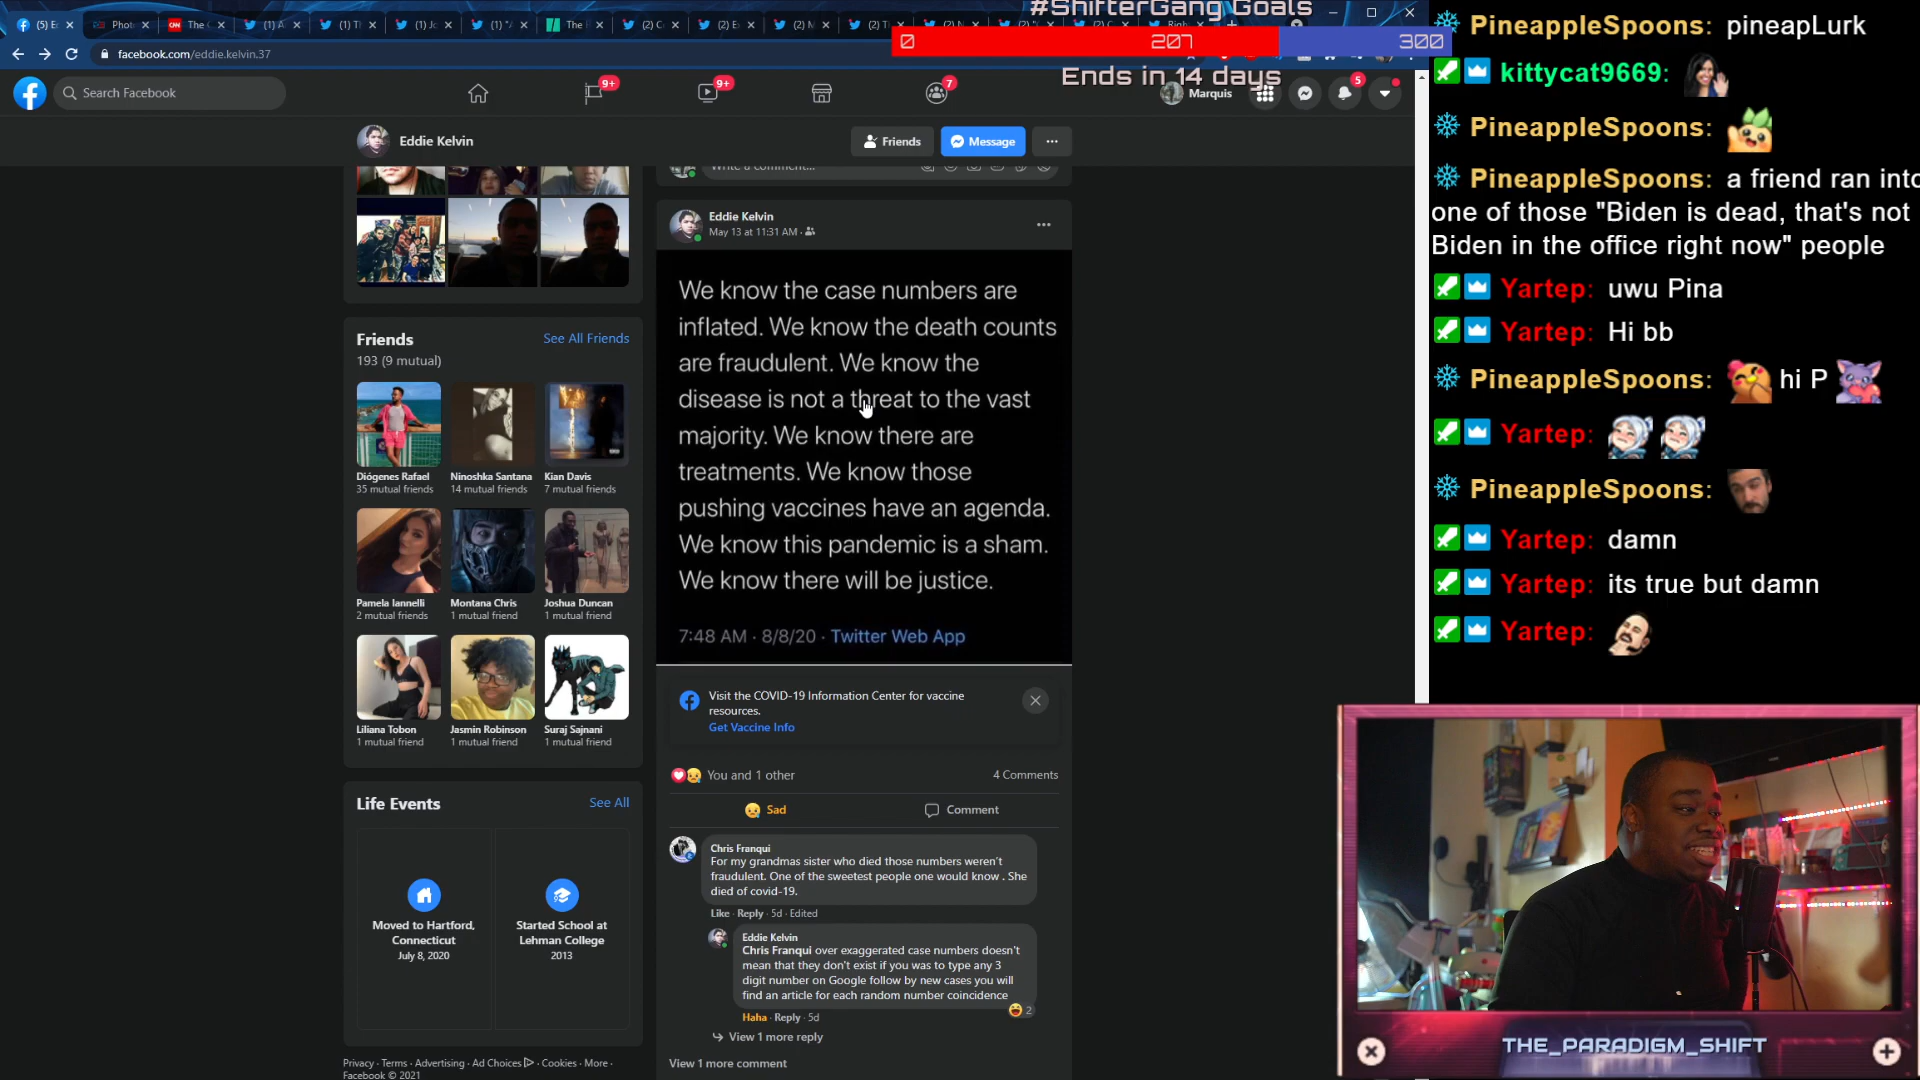 #ShifterGang Goals
0 207 300
Ends in 14 days
facebook.com/eddie.kelvin.37
Search Facebook
9+
9+
7
Marquis
5
Eddie Kelvin
Friends
Message
Write a comment...
Eddie Kelvin
May 13 at 11:31 AM
We know the case numbers are
inflated. We know the death counts
are fraudulent. We know the
disease is not a threat to the vast
majority. We know there are
treatments. We know those
pushing vaccines have an agenda.
We know this pandemic is a sham.
We know there will be justice.
7:48 AM · 8/8/20 · Twitter Web App
Visit the COVID-19 Information Center for vaccine
resources.
Get Vaccine Info
You and 1 other
4 Comments
Sad
Comment
Chris Franqui
For my grandmas sister who died those numbers weren't
fraudulent. One of the sweetest people one would know . She
died of covid-19.
Like · Reply · 5d · Edited
Eddie Kelvin
Chris Franqui over exaggerated case numbers doesn't
mean that they don't exist if you was to type any 3
digit number on Google follow by new cases you will
find an article for each random number coincidence
2
Haha · Reply · 5d
View 1 more reply
View 1 more comment
Friends
See All Friends
193 (9 mutual)
Diógenes Rafael
35 mutual friends
Ninoshka Santana
14 mutual friends
Kian Davis
7 mutual friends
Pamela Iannelli
2 mutual friends
Montana Chris
1 mutual friend
Joshua Duncan
1 mutual friend
Liliana Tobon
1 mutual friend
Jasmin Robinson
1 mutual friend
Suraj Sajnani
1 mutual friend
Life Events
See All
Moved to Hartford,
Connecticut
July 8, 2020
Started School at
Lehman College
2013
Privacy · Terms · Advertising · Ad Choices · Cookies · More ·
Facebook © 2021
PineappleSpoons: pineapLurk
kittycat9669:
PineappleSpoons:
PineappleSpoons: a friend ran into
one of those "Biden is dead, that's not
Biden in the office right now" people
Yartep: uwu Pina
Yartep: Hi bb
PineappleSpoons: hi P
Yartep:
PineappleSpoons:
Yartep: damn
Yartep: its true but damn
Yartep:
THE_PARADIGM_SHIFT